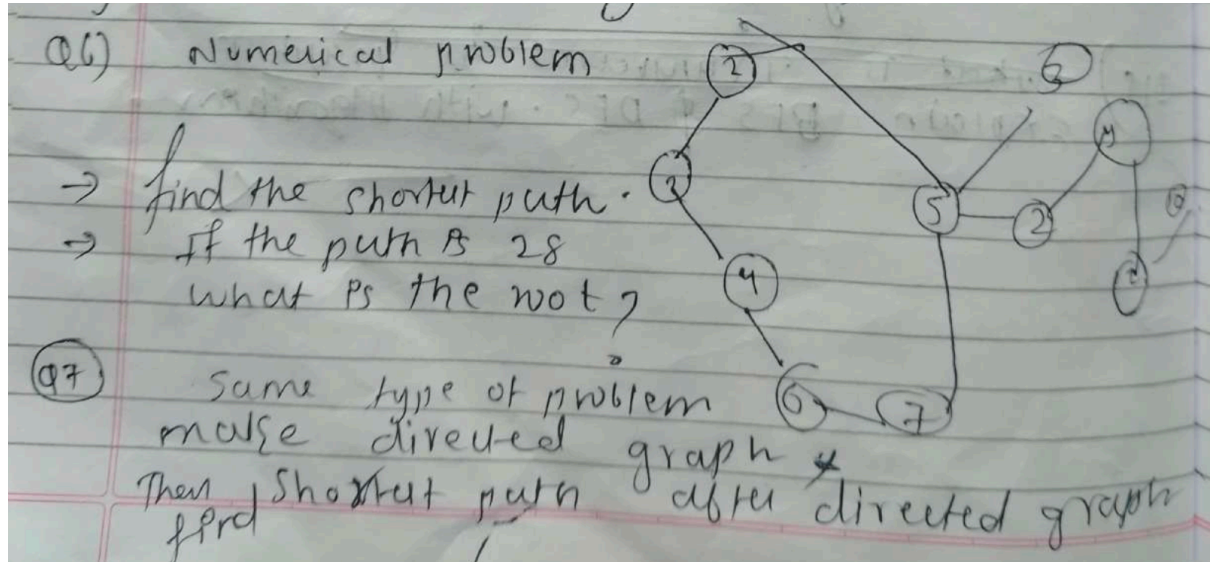 Q6) Numerical problem
→ find the shortest path.
→ If the path is 28
what is the root ?
Q7 Same type of problem
make directed graph &
Then shortest path after directed graph
find
2
3
4
6
7
5
2